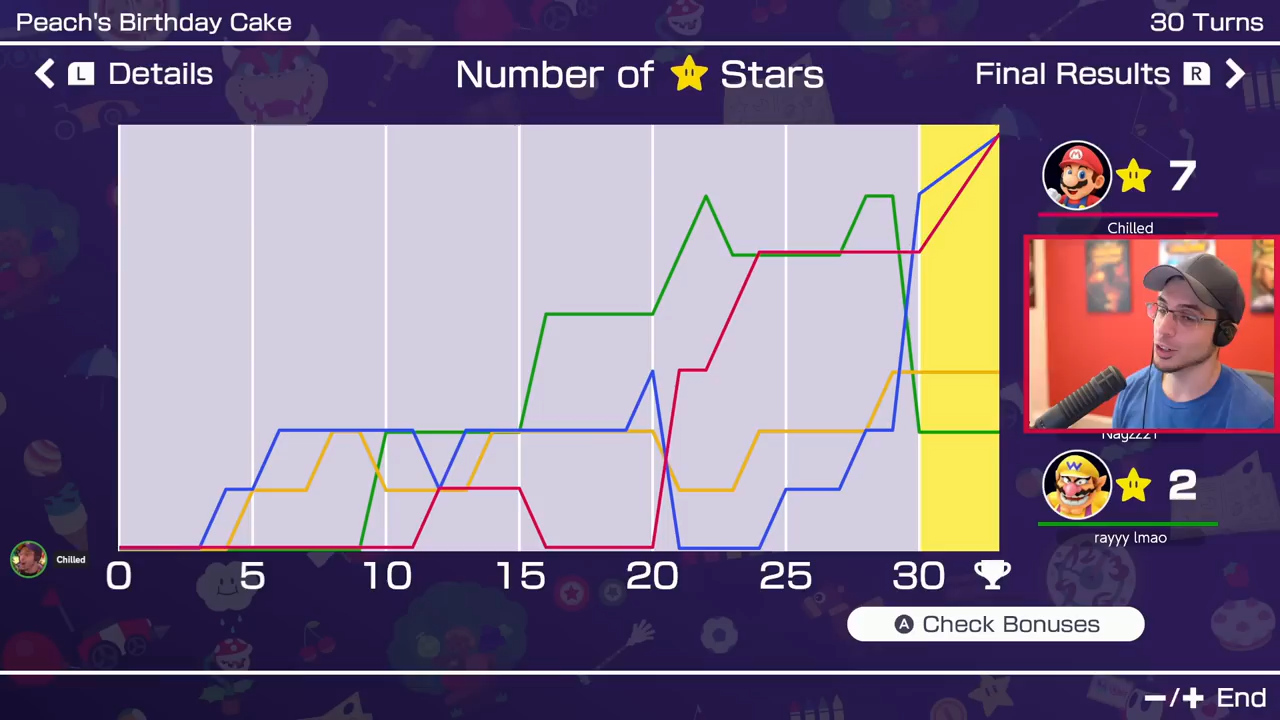 Peach's Birthday Cake
30 Turns
L Details
Number of Stars
Final Results R
7
Chilled
Nagzz21
2
rayyy lmao
Chilled
0 5 10 15 20 25 30
A Check Bonuses
−/+ End